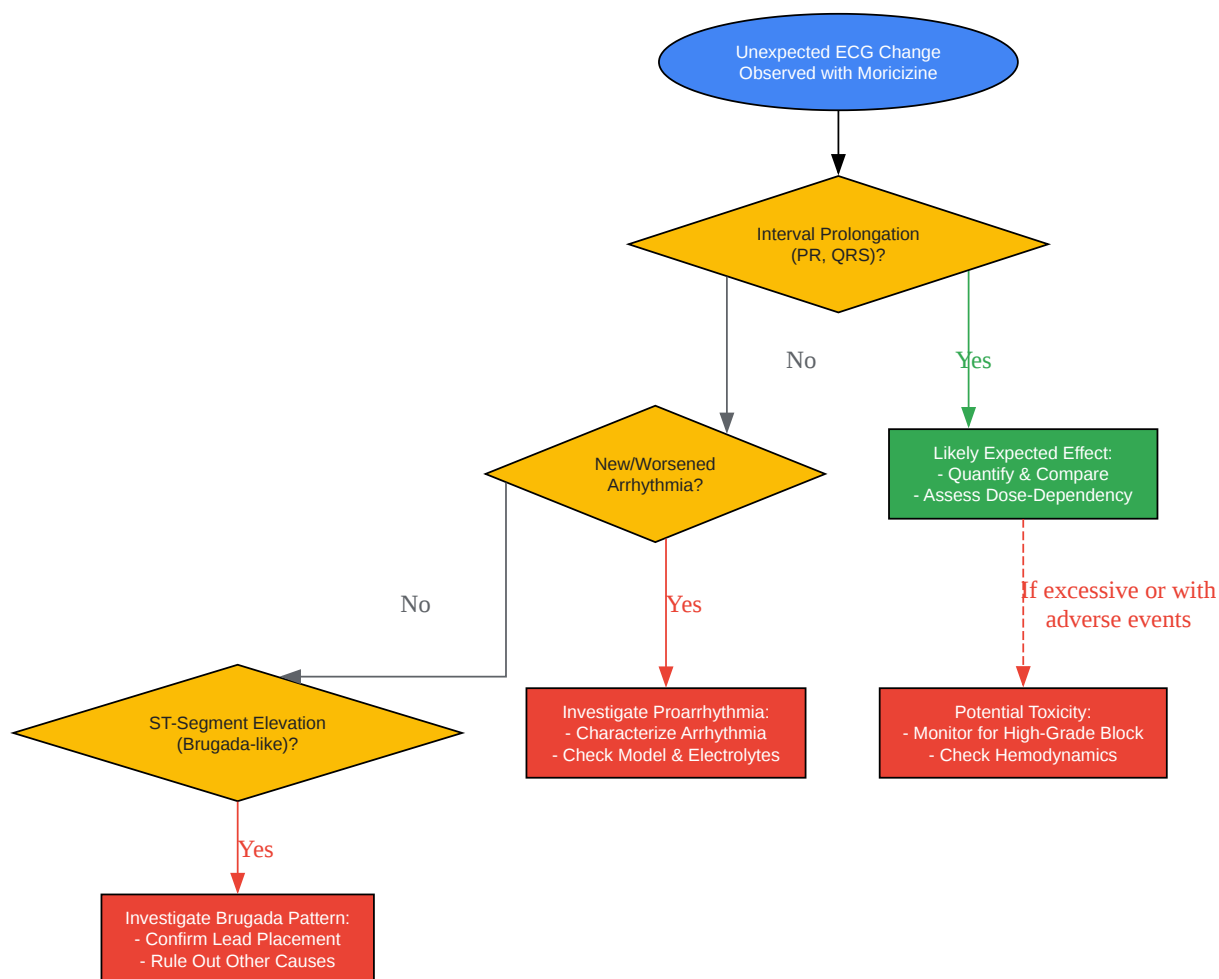 Unexpected ECG Change
Observed with Moricizine
Interval Prolongation
(PR, QRS)?
No
Yes
New/Worsened
Arrhythmia?
Likely Expected Effect:
- Quantify & Compare
- Assess Dose-Dependency
No
Yes
If excessive or with
adverse events
ST-Segment Elevation
(Brugada-like)?
Investigate Proarrhythmia:
- Characterize Arrhythmia
- Check Model & Electrolytes
Potential Toxicity:
- Monitor for High-Grade Block
- Check Hemodynamics
Yes
Investigate Brugada Pattern:
- Confirm Lead Placement
- Rule Out Other Causes